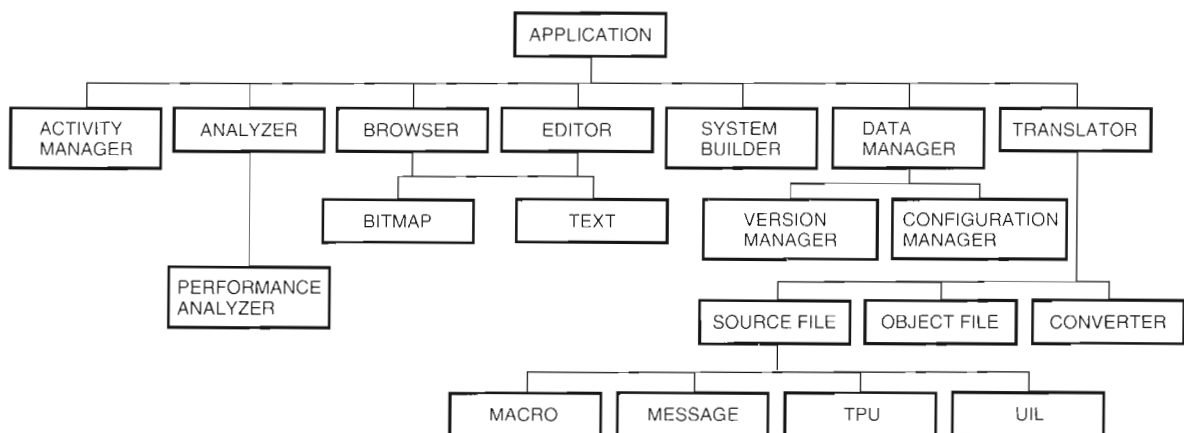 APPLICATION
ACTIVITY
MANAGER
ANALYZER
BROWSER
EDITOR
SYSTEM
BUILDER
DATA
MANAGER
TRANSLATOR
BITMAP
TEXT
VERSION
MANAGER
CONFIGURATION
MANAGER
PERFORMANCE
ANALYZER
SOURCE FILE
OBJECT FILE
CONVERTER
MACRO
MESSAGE
TPU
UIL